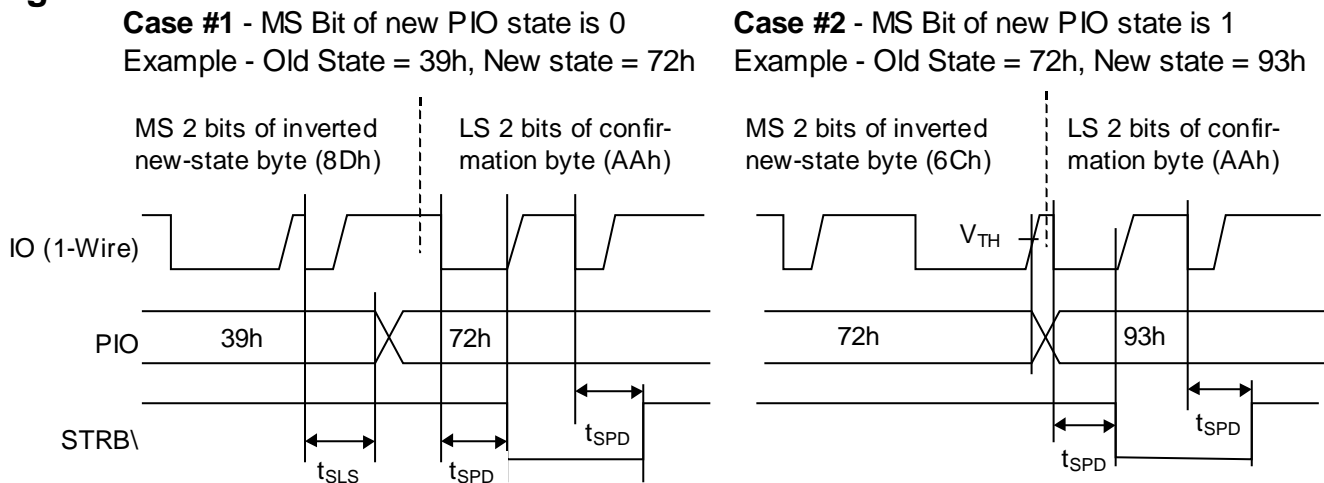 g
Case #1 - MS Bit of new PIO state is 0
Example - Old State = 39h, New state = 72h
MS 2 bits of inverted
new-state byte (8Dh)
LS 2 bits of confir-
mation byte (AAh)
Case #2 - MS Bit of new PIO state is 1
Example - Old State = 72h, New state = 93h
MS 2 bits of inverted
new-state byte (6Ch)
LS 2 bits of confir-
mation byte (AAh)
IO (1-Wire)
VTH
PIO
39h
72h
72h
93h
STRB\
tSLS
tSPD
tSPD
tSPD
tSPD